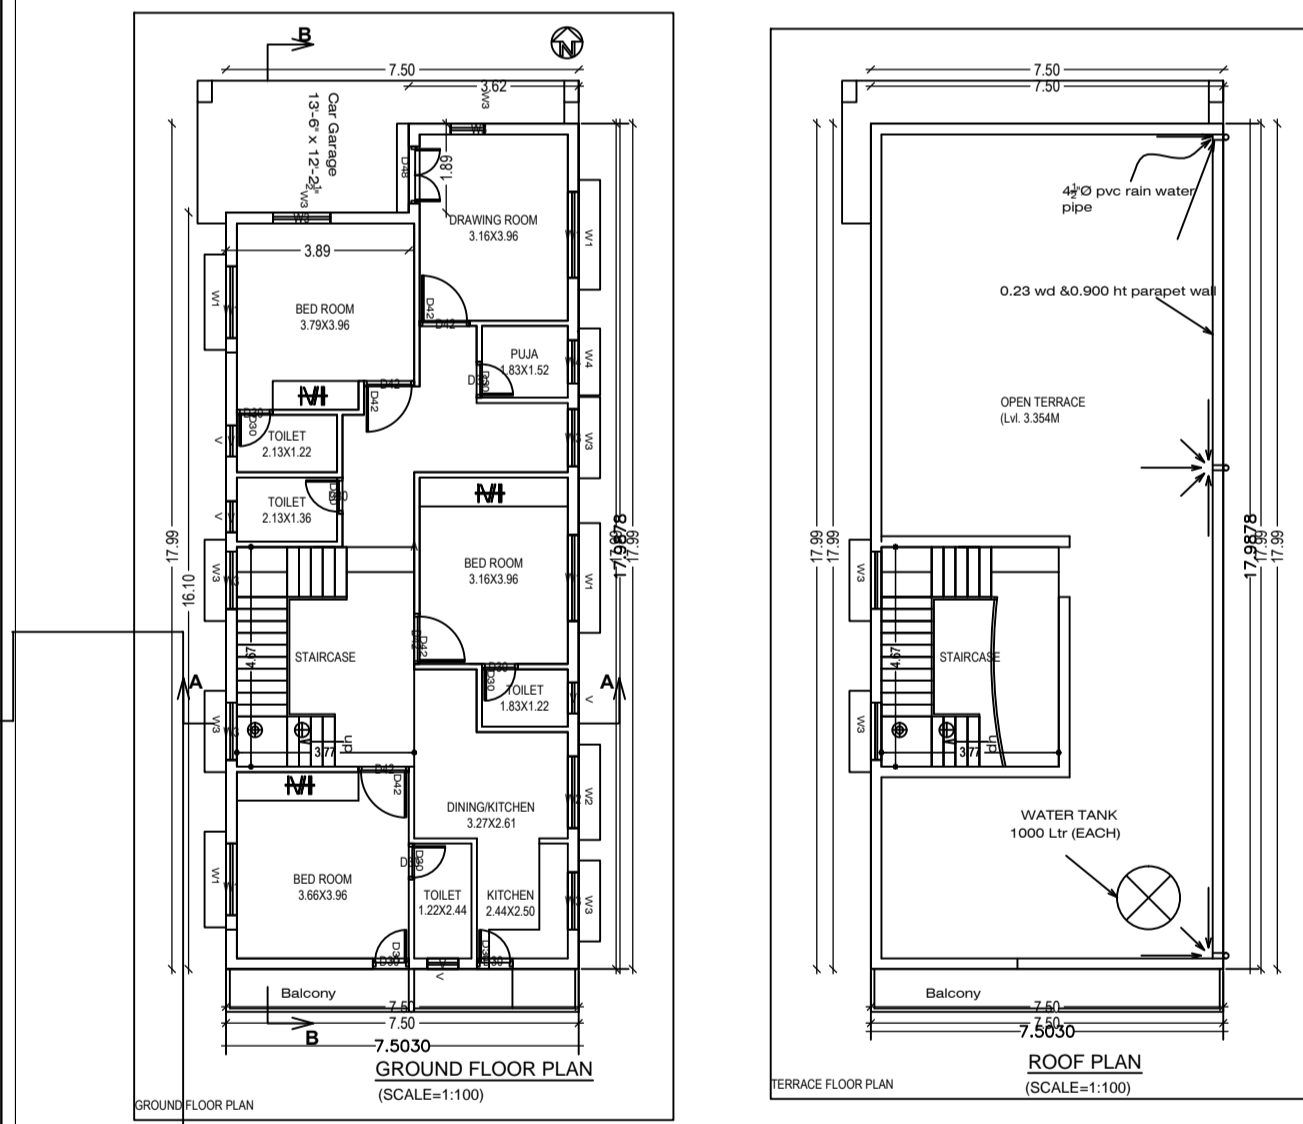 B
N
7.50
3.62
W3
Car Garage
13'-6" x 12'-2½"
W3
D48
1.89
DRAWING ROOM
3.16X3.96
W1
3.89
W1
BED ROOM
3.79X3.96
D42
D42
PUJA
1.83X1.52
D30
W4
D42
D42
D30
TOILET
2.13X1.22
V
W3
TOILET
2.13X1.36
V
17.99
16.10
W3
BED ROOM
3.16X3.96
W1
17.9878
17.99
4.67
STAIRCASE
D42
D42
A
D30
D30
TOILET
1.83X1.22
V
A
W3
up
3.77
D42
D42
DINING/KITCHEN
3.27X2.61
W2
W1
BED ROOM
3.66X3.96
D30
TOILET
1.22X2.44
KITCHEN
2.44X2.50
W3
D30
D30
D30
V
Balcony
7.50
7.50
B
7.5030
GROUND FLOOR PLAN
(SCALE=1:100)
GROUND FLOOR PLAN
7.50
7.50
4½"Ø pvc rain water
pipe
0.23 wd &0.900 ht parapet wall
OPEN TERRACE
(Lvl. 3.354M
17.99
17.99
17.9878
17.99
17.99
W3
4.67
STAIRCASE
W3
up
3.77
WATER TANK
1000 Ltr (EACH)
Balcony
7.50
7.50
7.5030
ROOF PLAN
(SCALE=1:100)
TERRACE FLOOR PLAN